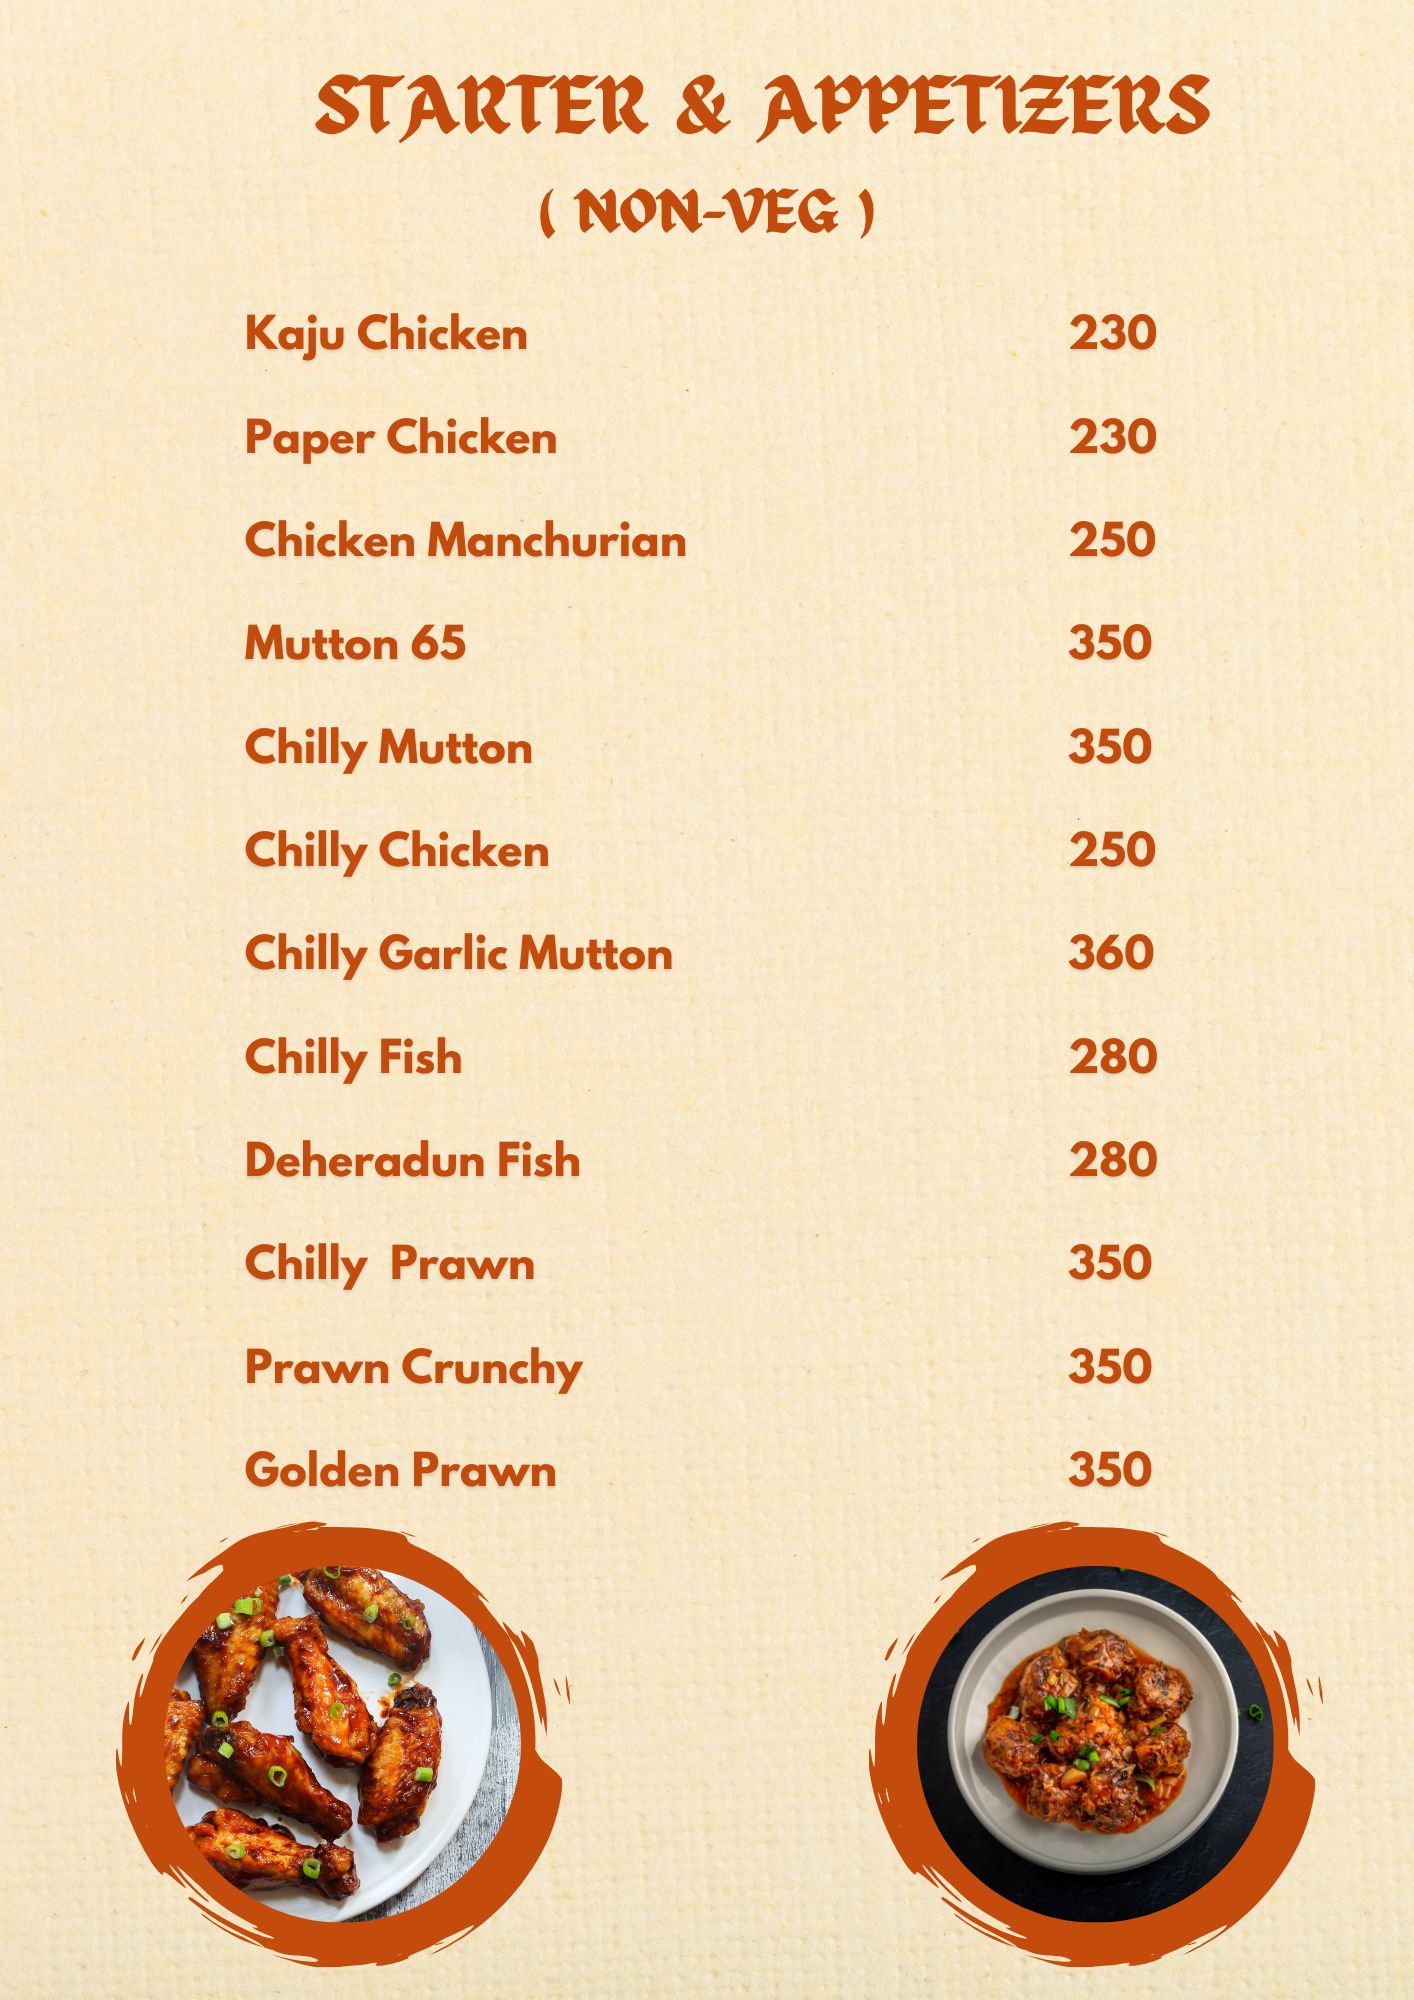 STARTER & APPETIZERS
( NON-VEG )
Kaju Chicken 230
Paper Chicken 230
Chicken Manchurian 250
Mutton 65 350
Chilly Mutton 350
Chilly Chicken 250
Chilly Garlic Mutton 360
Chilly Fish 280
Deheradun Fish 280
Chilly  Prawn 350
Prawn Crunchy 350
Golden Prawn 350